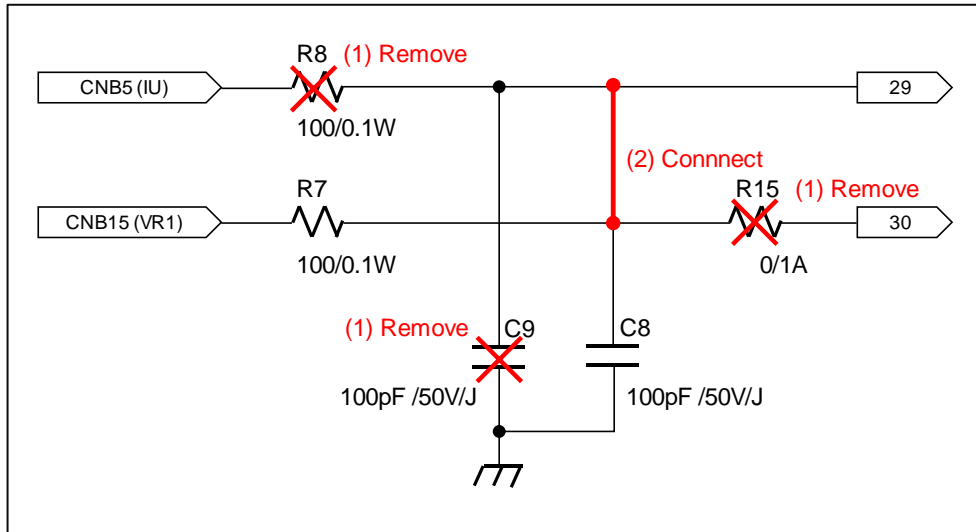 R8 (1) Remove
CNB5 (IU)
29
100/0.1W
(2) Connnect
R7
R15 (1) Remove
CNB15 (VR1)
30
100/0.1W
0/1A
(1) Remove C9
C8
100pF /50V/J
100pF /50V/J